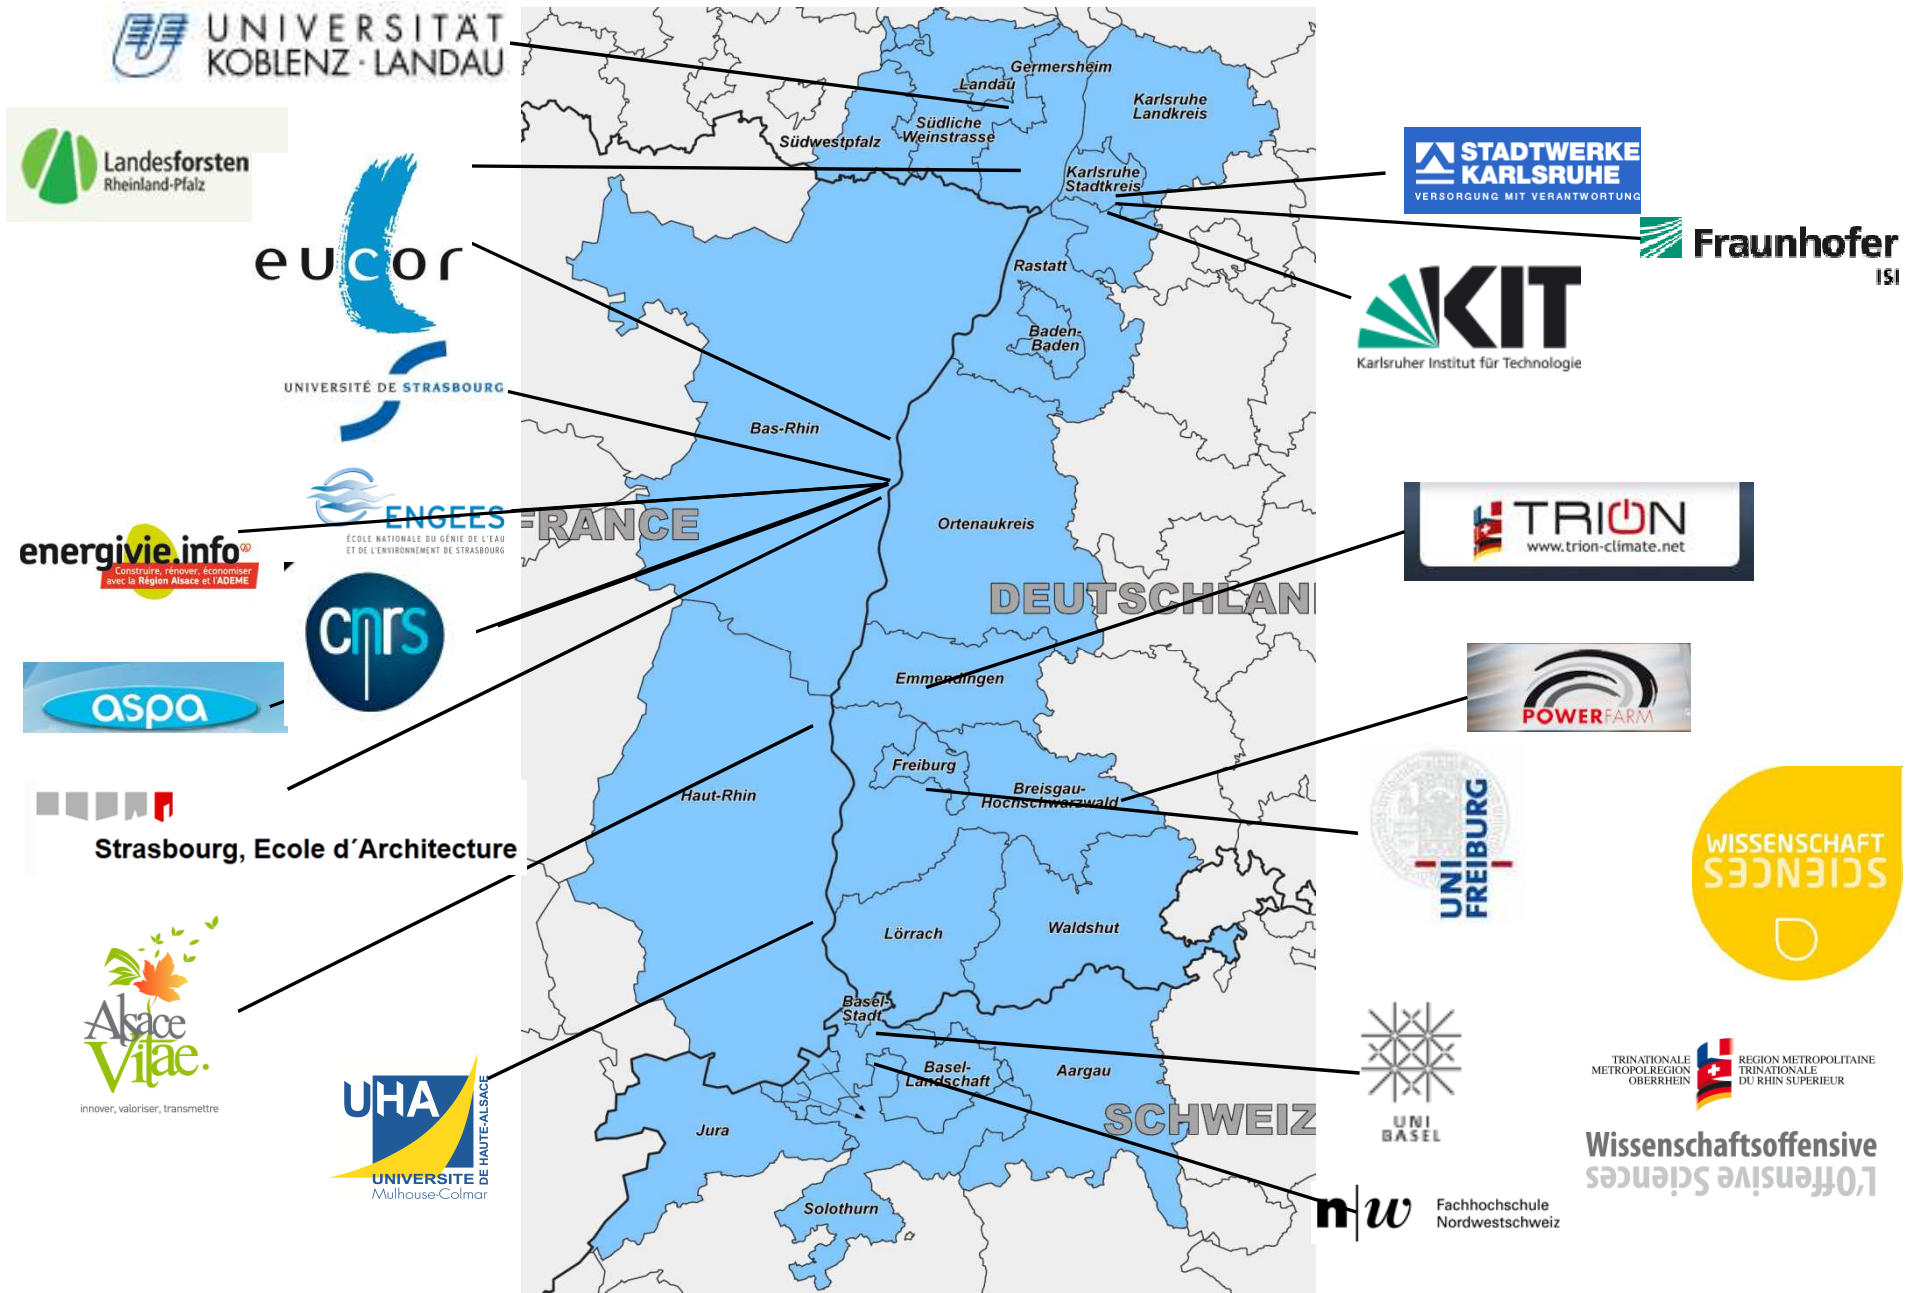 UNIVERSITÄT
KOBLENZ · LANDAU
Landesforsten
Rheinland-Pfalz
eucor
UNIVERSITÉ DE STRASBOURG
ENGEES
ÉCOLE NATIONALE DU GÉNIE DE L'EAU
ET DE L'ENVIRONNEMENT DE STRASBOURG
energivie.info
Construire, rénover, économiser
avec la Région Alsace et l'ADEME
cnrs
aspa
Strasbourg, Ecole d´Architecture
Alsace
Vitae.
innover, valoriser, transmettre
UHA
UNIVERSITE
DE HAUTE-ALSACE
Mulhouse-Colmar
Germersheim
Landau
Karlsruhe
Landkreis
Südliche
Weinstrasse
Südwestpfalz
Karlsruhe
Stadtkreis
Rastatt
Baden-
Baden
Bas-Rhin
FRANCE
Ortenaukreis
DEUTSCHLAN
Emmendingen
Freiburg
Breisgau-
Hochschwarzwald
Haut-Rhin
Lörrach
Waldshut
Basel-
Stadt
Basel-
Landschaft
Aargau
SCHWEIZ
Jura
Solothurn
STADTWERKE
KARLSRUHE
VERSORGUNG MIT VERANTWORTUNG
Fraunhofer
ISI
KIT
Karlsruher Institut für Technologie
TRION
www.trion-climate.net
POWERFARM
UNI
FREIBURG
WISSENSCHAFT
SCIENCES
UNI
BASEL
TRINATIONALE
METROPOLREGION
OBERRHEIN
REGION METROPOLITAINE
TRINATIONALE
DU RHIN SUPERIEUR
Wissenschaftsoffensive
L'Offensive Sciences
n|w
Fachhochschule
Nordwestschweiz